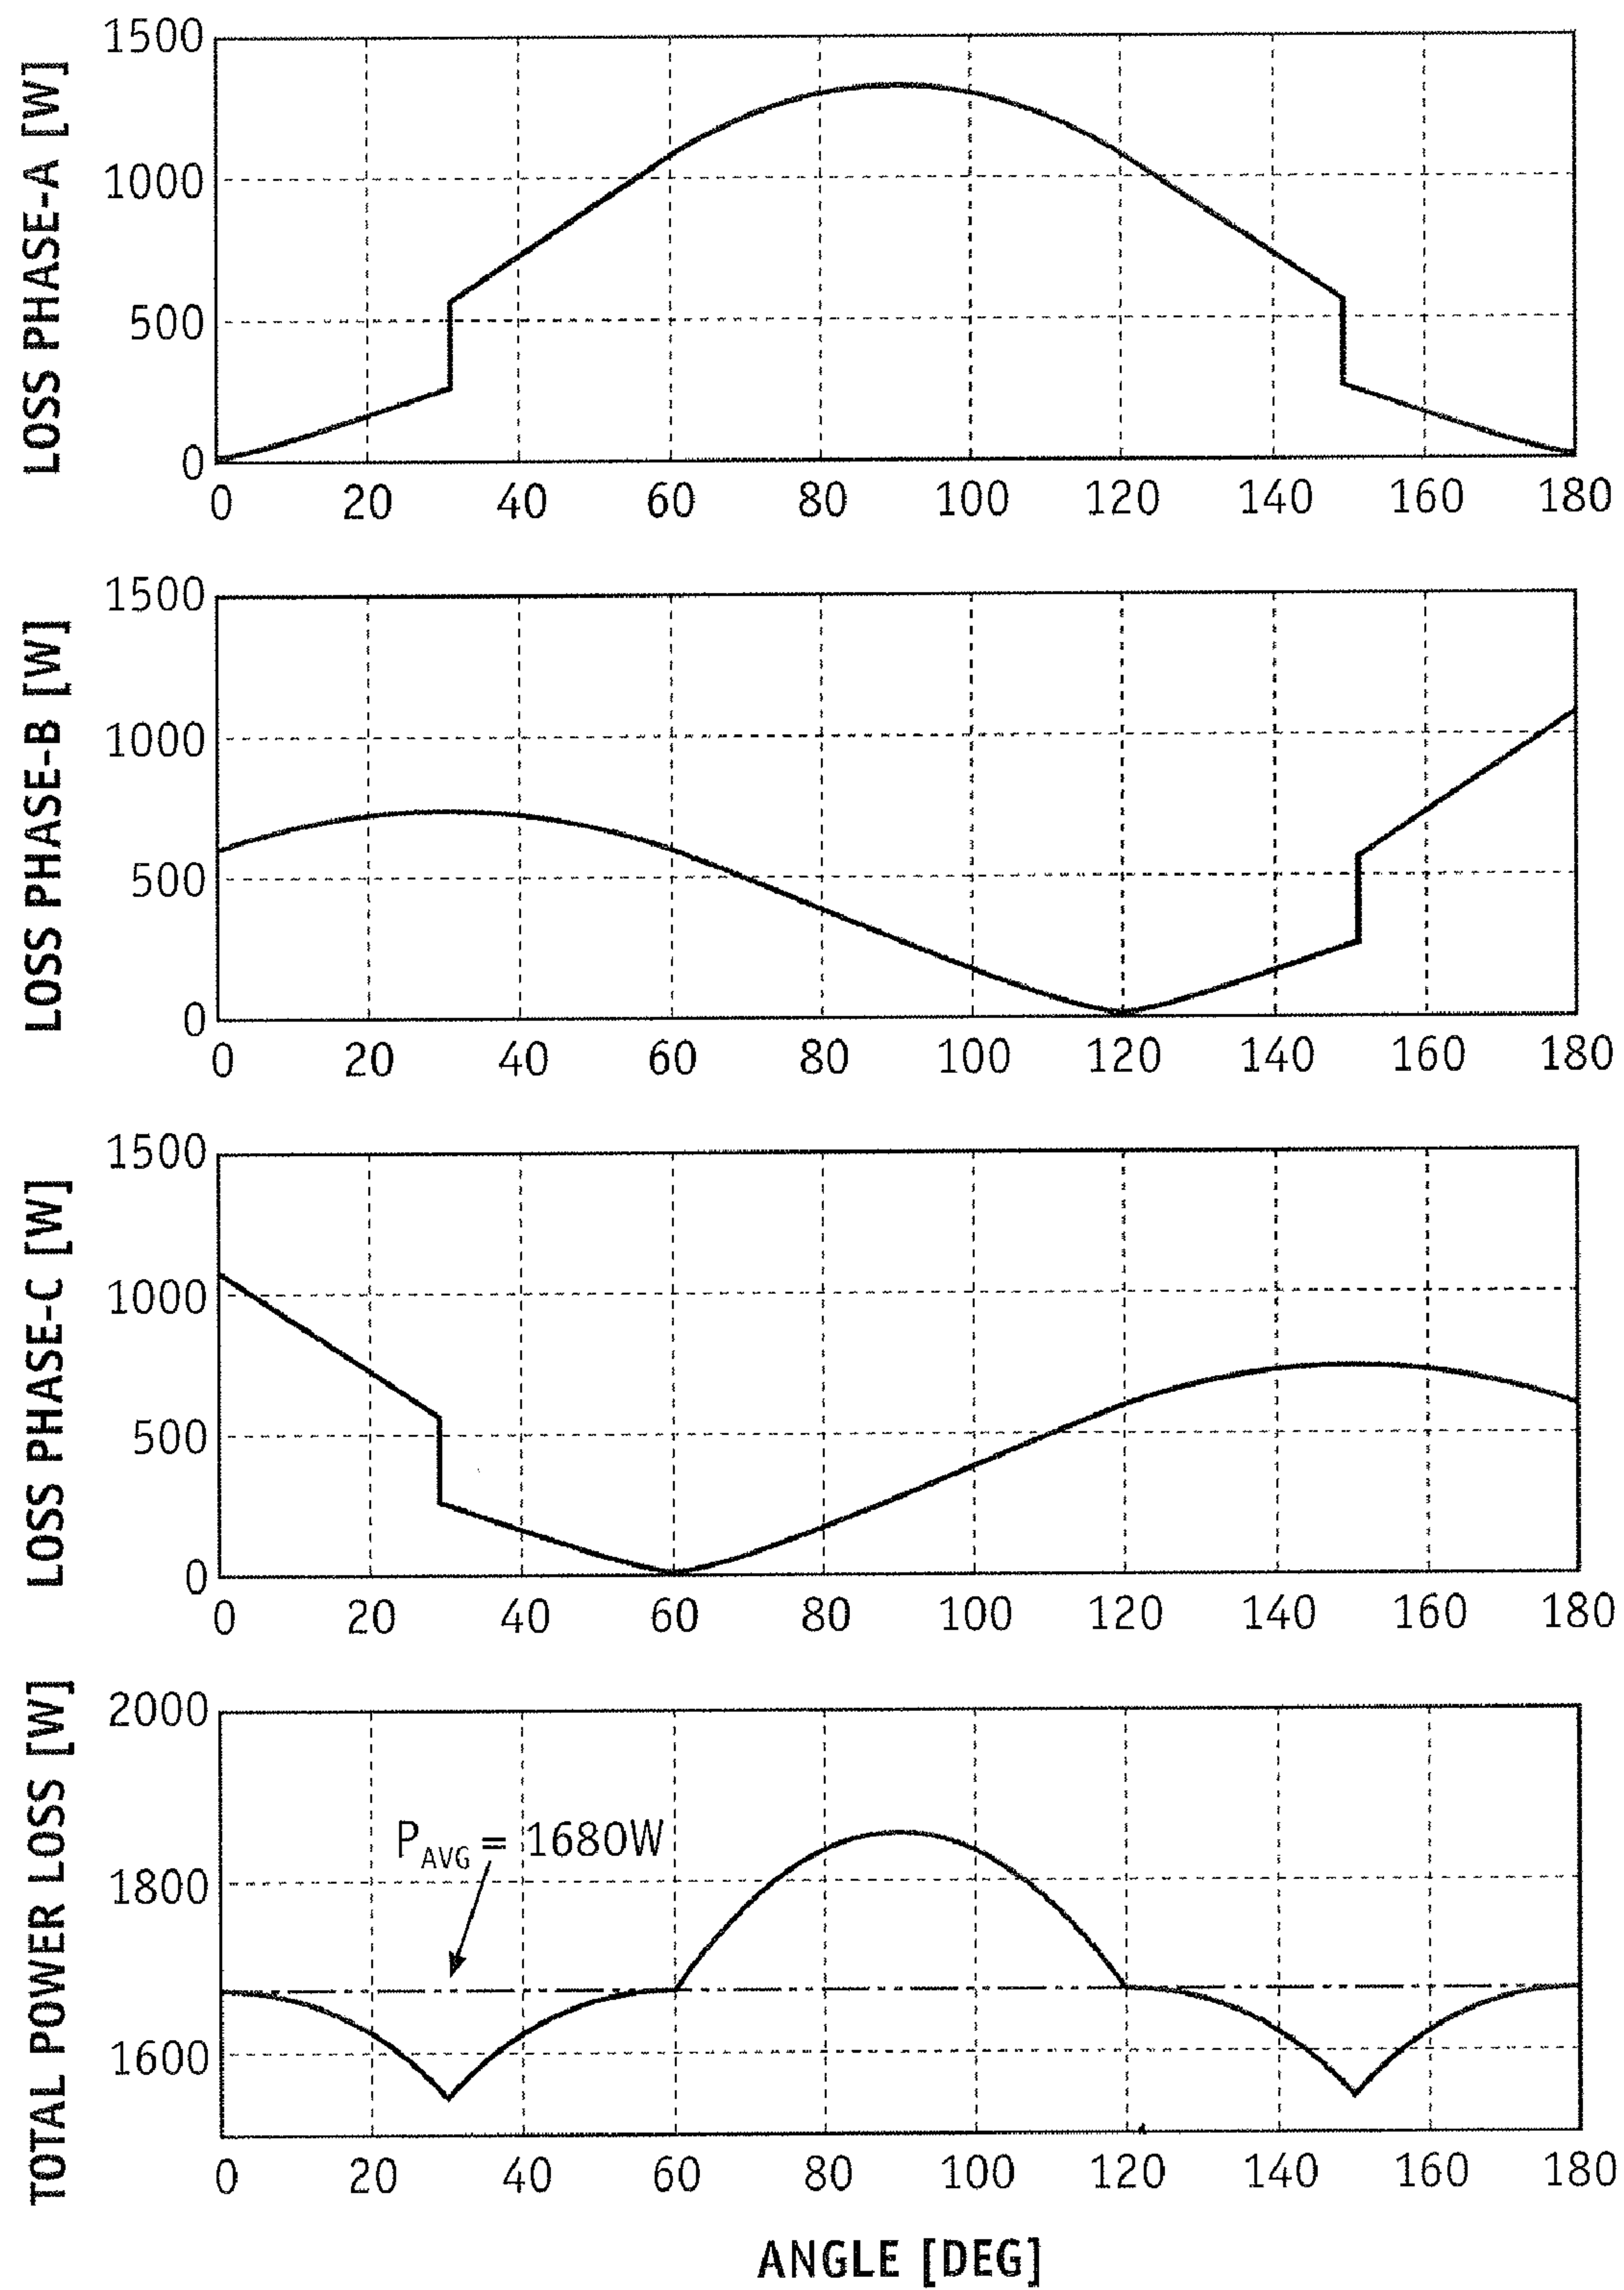 LOSS PHASE-A [W]
1500
1000
500
0
0 20 40 60 80 100 120 140 160 180
LOSS PHASE-B [W]
1500
1000
500
0
0 20 40 60 80 100 120 140 160 180
LOSS PHASE-C [W]
1500
1000
500
0
0 20 40 60 80 100 120 140 160 180
TOTAL POWER LOSS [W]
2000
1800
1600
PAVG = 1680W
0 20 40 60 80 100 120 140 160 180
ANGLE [DEG]